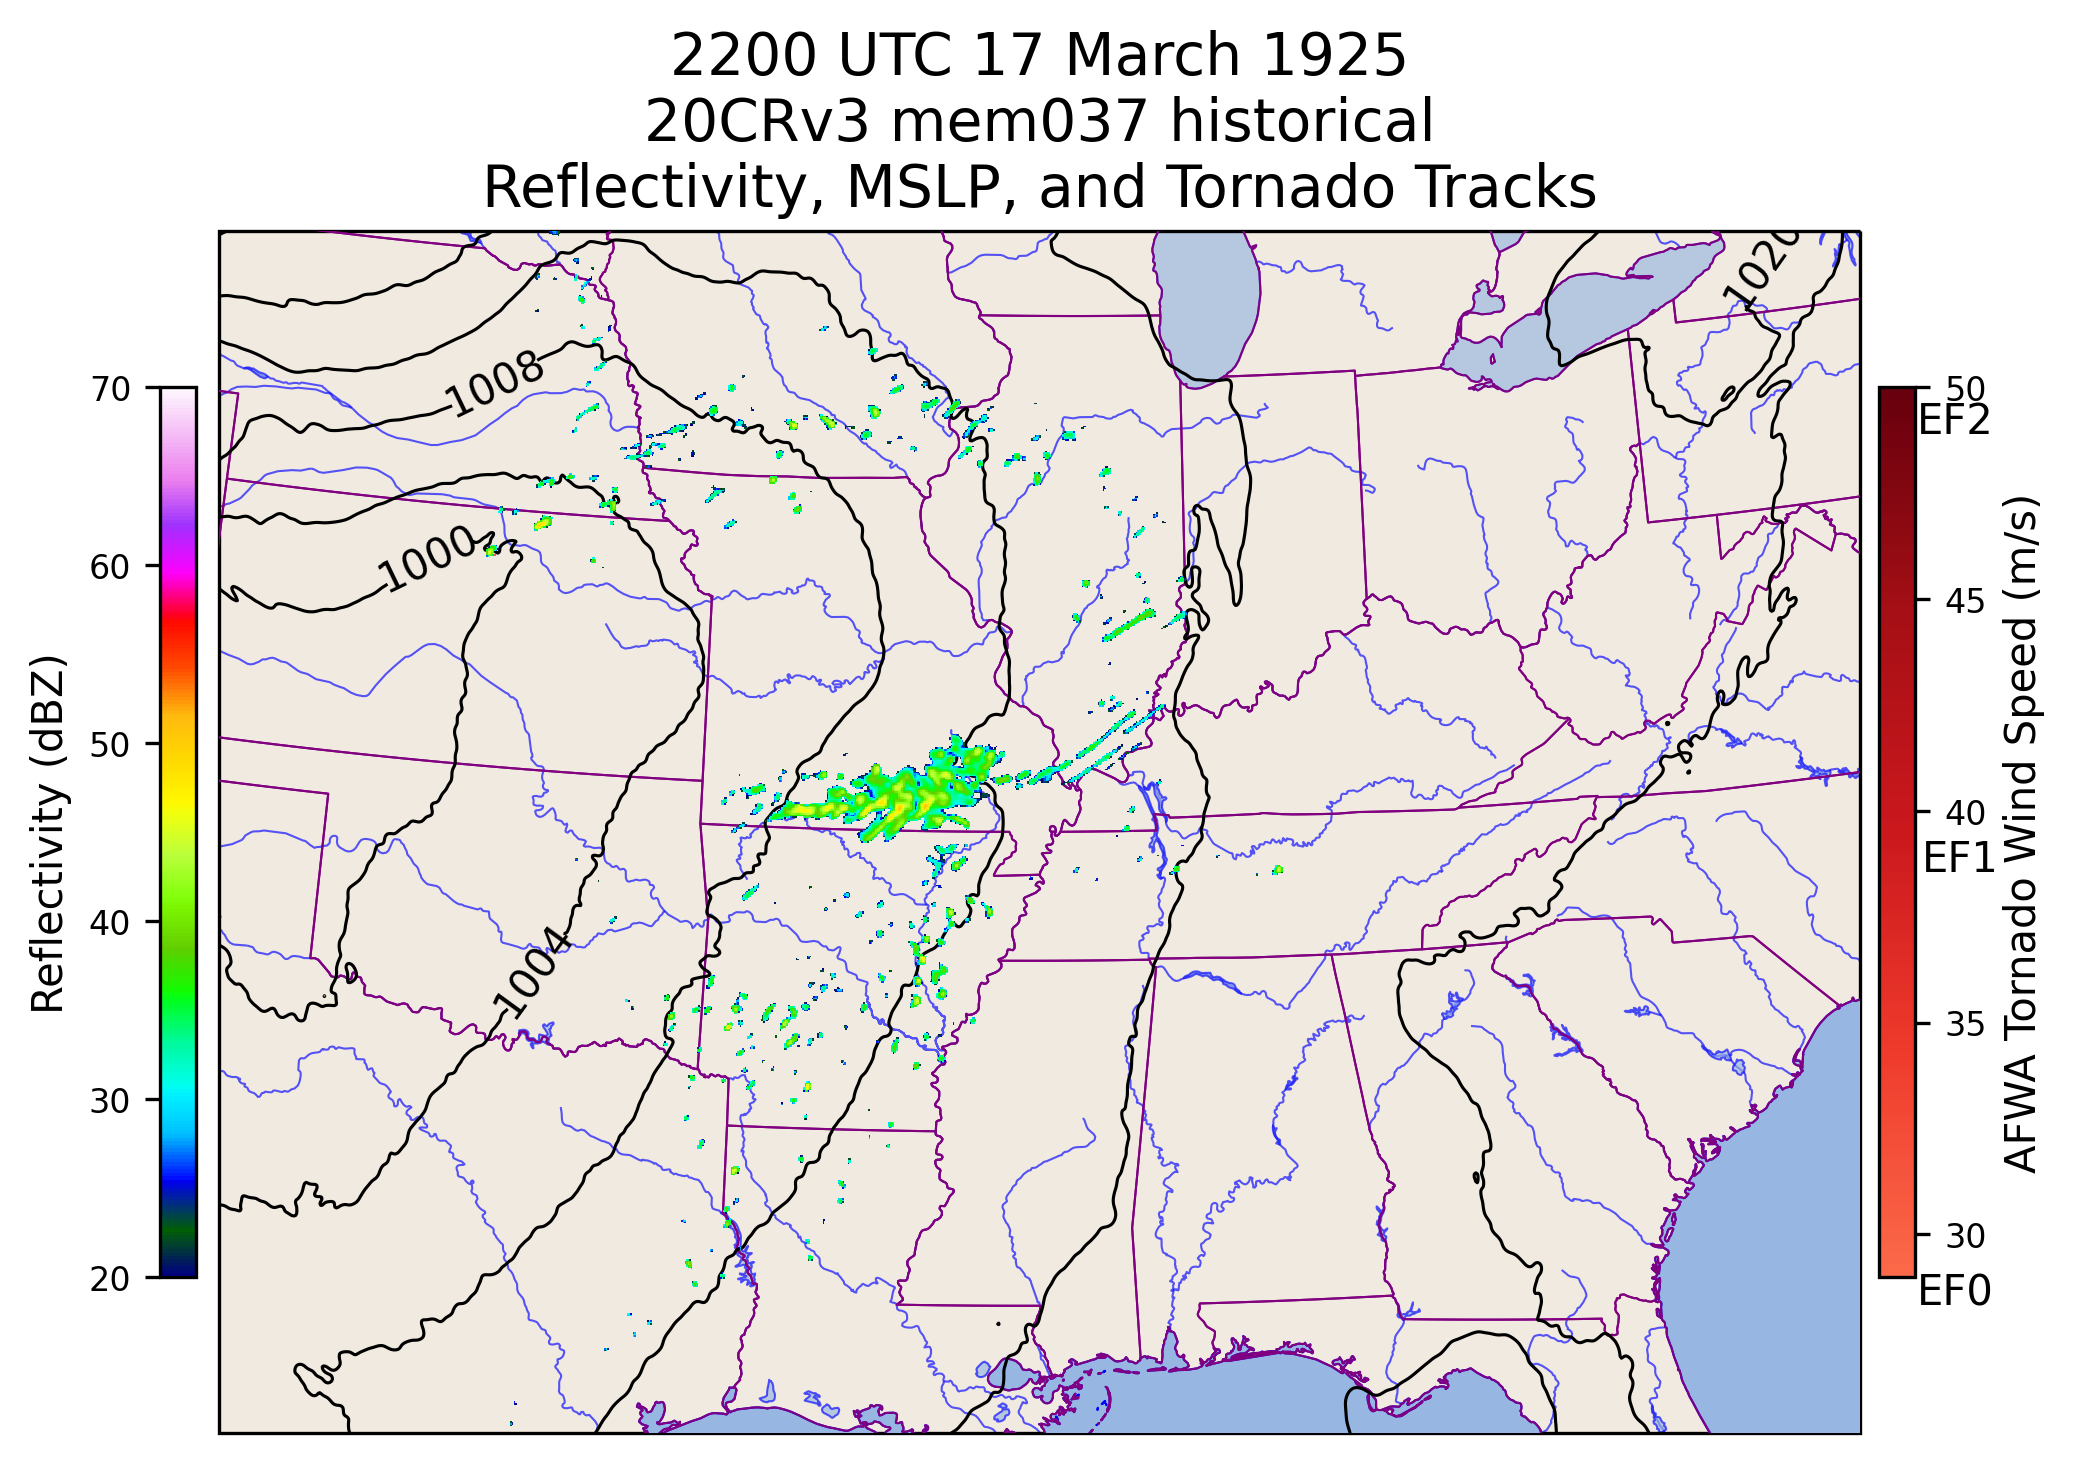 2200 UTC 17 March 1925
20CRv3 mem037 historical
Reflectivity, MSLP, and Tornado Tracks
1020
1008
1000
1004
70
60
50
40
30
20
Reflectivity (dBZ)
50
EF2
45
40
EF1
35
30
EF0
AFWA Tornado Wind Speed (m/s)